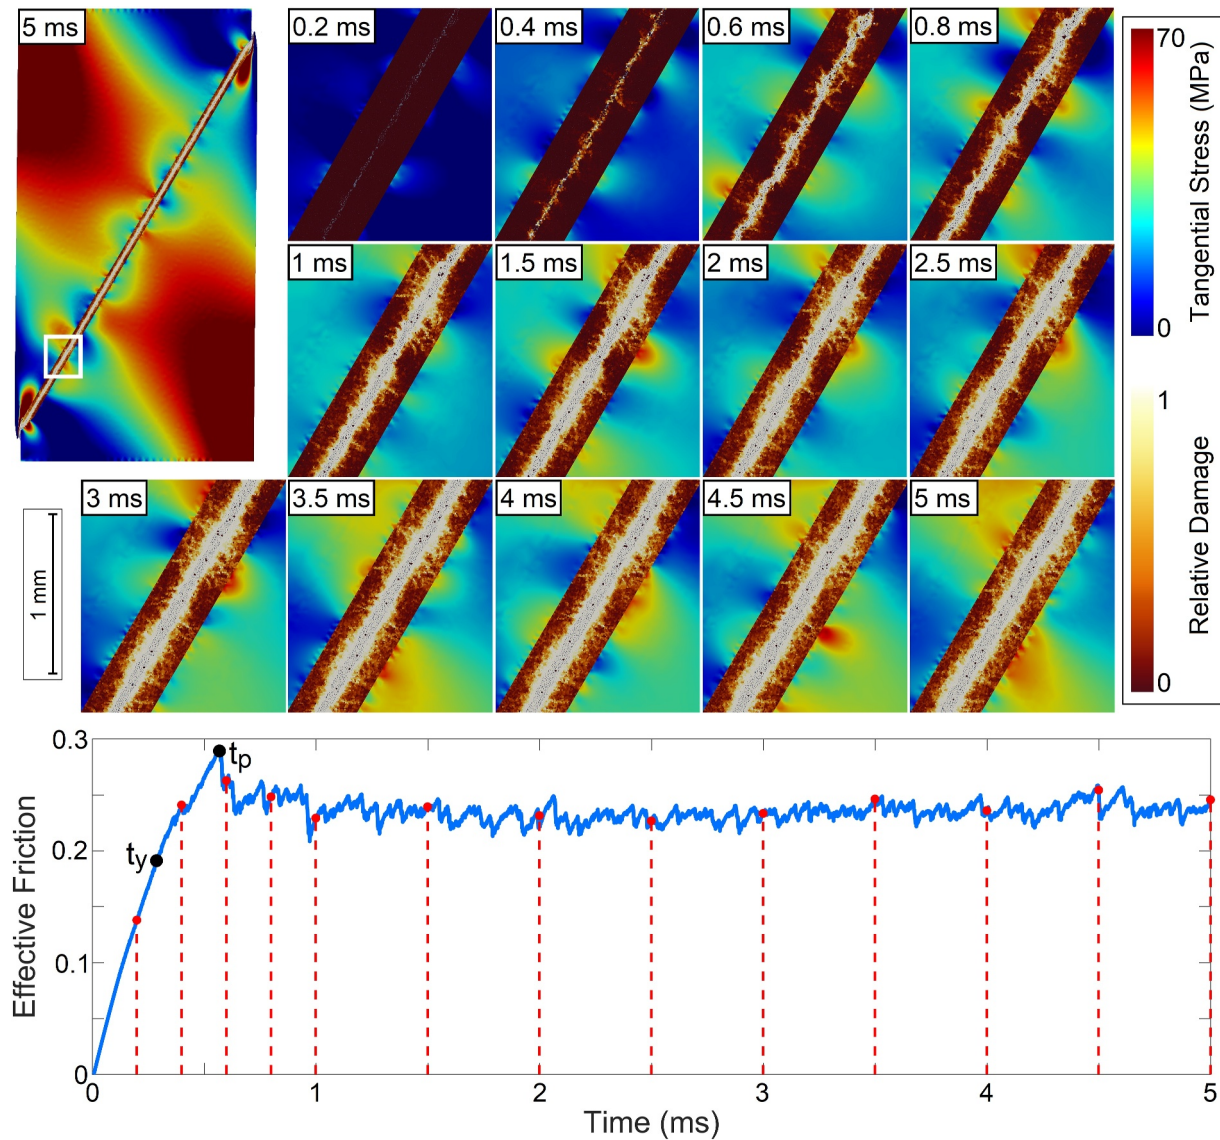 5 ms
0.2 ms
0.4 ms
0.6 ms
0.8 ms
70
Tangential Stress (MPa)
0
1 ms
1.5 ms
2 ms
2.5 ms
1
Relative Damage
0
3 ms
3.5 ms
4 ms
4.5 ms
5 ms
1 mm
0.3
0.2
0.1
0
Effective Friction
ty
tp
0
1
2
3
4
5
Time (ms)